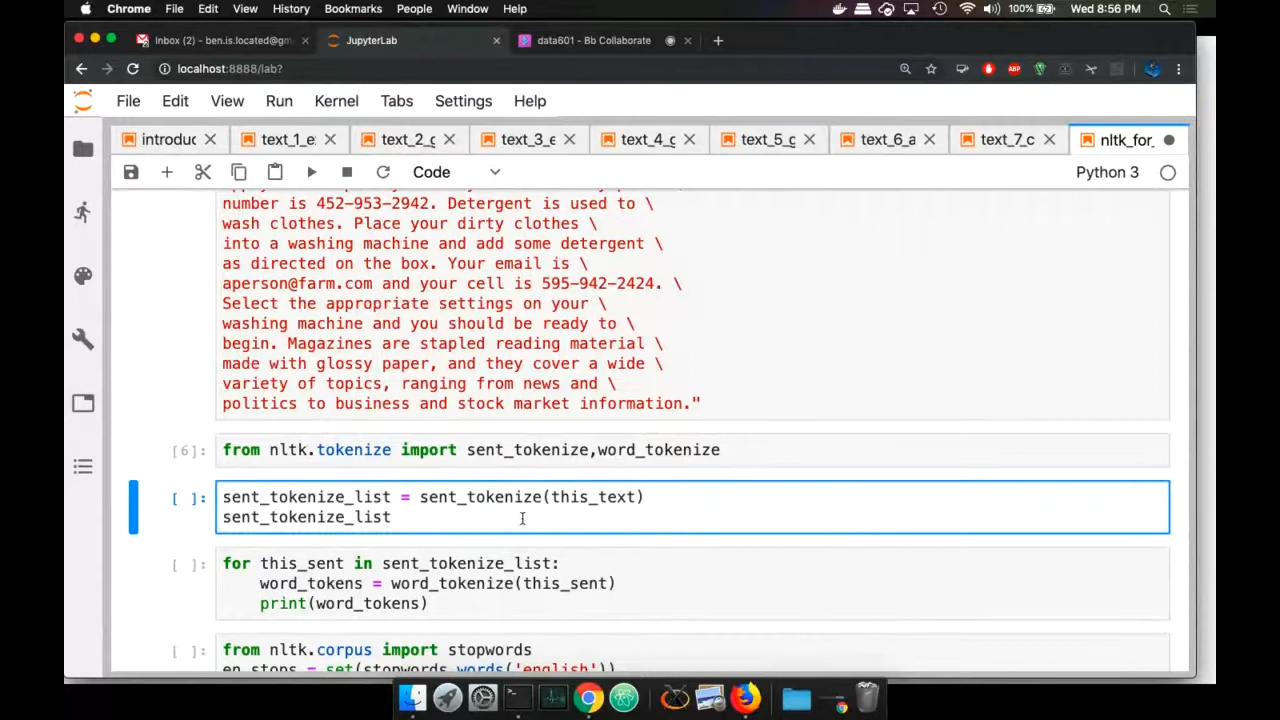 Chrome File Edit View History Bookmarks People Window Help 100% Wed 8:56 PM
Inbox (2) - ben.is.located@gm JupyterLab data601 - Bb Collaborate
localhost:8888/lab?
ABP
File Edit View Run Kernel Tabs Settings Help
introduc text_1_e text_2_g text_3_e text_4_g text_5_g text_6_a text_7_c nltk_for_
Code Python 3
number is 452-953-2942. Detergent is used to \
wash clothes. Place your dirty clothes \
into a washing machine and add some detergent \
as directed on the box. Your email is \
aperson@farm.com and your cell is 595-942-2424. \
Select the appropriate settings on your \
washing machine and you should be ready to \
begin. Magazines are stapled reading material \
made with glossy paper, and they cover a wide \
variety of topics, ranging from news and \
politics to business and stock market information."
[6]: from nltk.tokenize import sent_tokenize,word_tokenize
[ ]: sent_tokenize_list = sent_tokenize(this_text)
sent_tokenize_list
[ ]: for this_sent in sent_tokenize_list:
word_tokens = word_tokenize(this_sent)
print(word_tokens)
[ ]: from nltk.corpus import stopwords
en_stops = set(stopwords.words('english'))